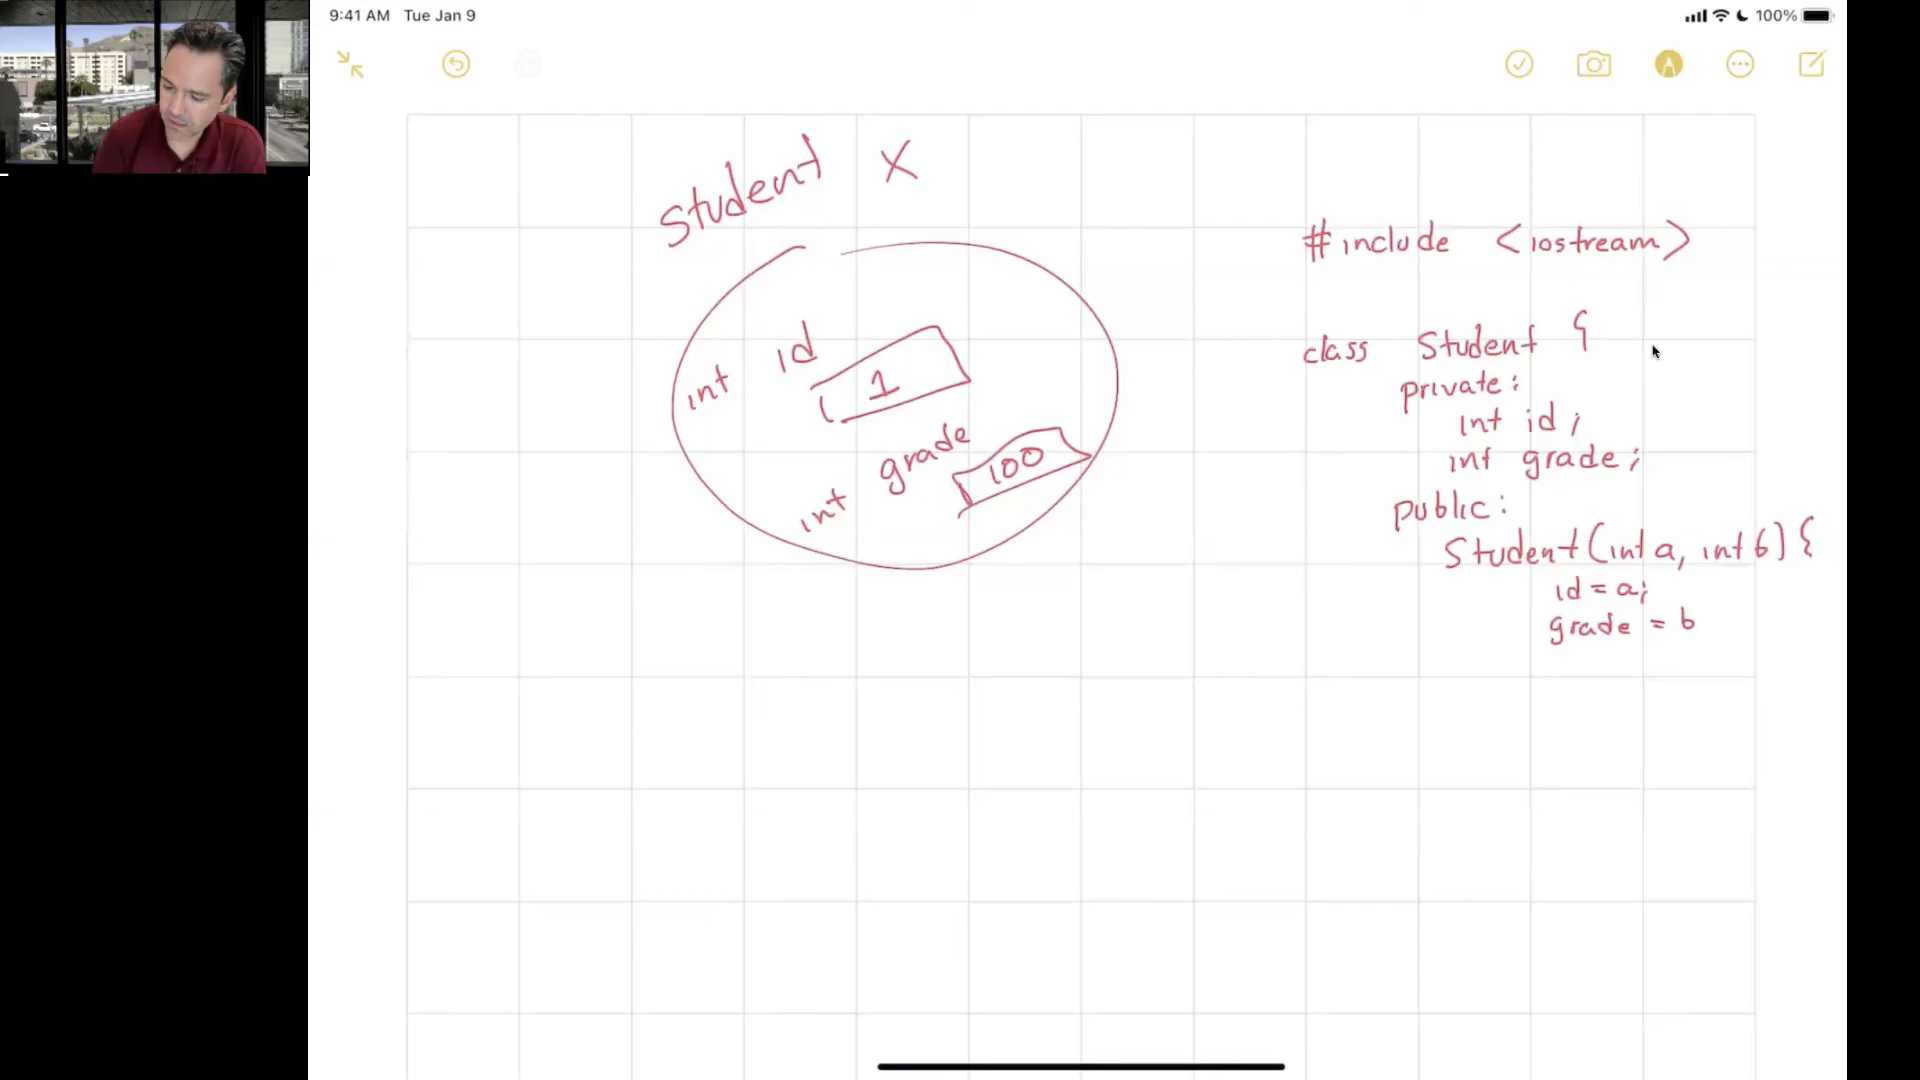 9:41 AM Tue Jan 9
100%
Student X
int id 1
int grade 100
#include <iostream>
class Student {
private:
int id;
int grade;
public:
Student(int a, int b) {
id = a;
grade = b